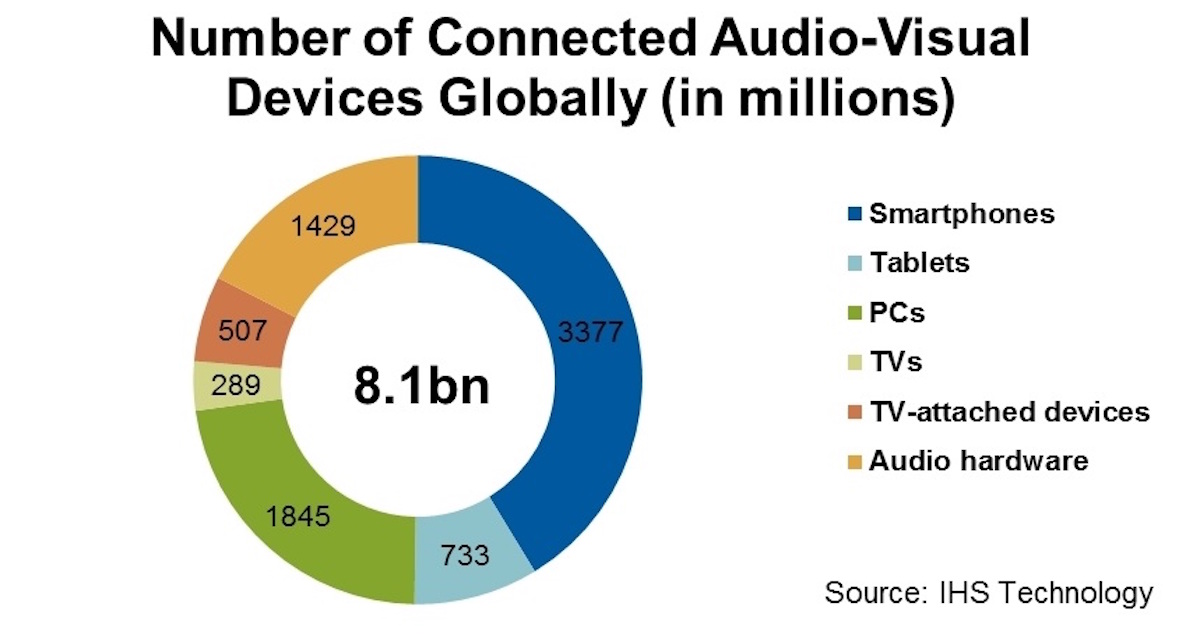 Number of Connected Audio-Visual
Devices Globally (in millions)
1429
3377
507
289
8.1bn
1845
733
Smartphones
Tablets
PCs
TVs
TV-attached devices
Audio hardware
Source: IHS Technology